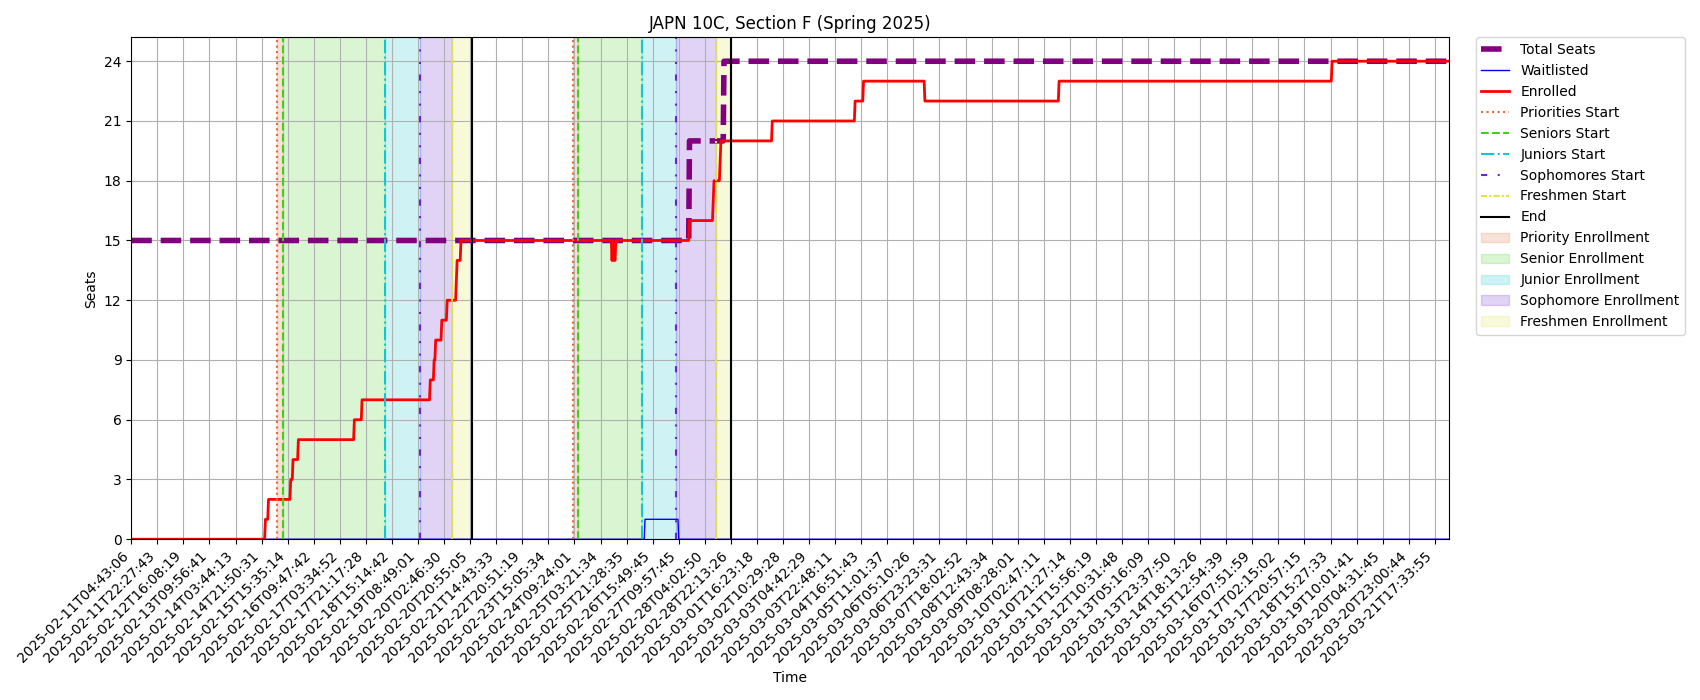 JAPN 10C, Section F (Spring 2025)
Seats
24
21
18
15
12
9
6
3
0
2025-02-11T04:43:06
2025-02-11T22:27:43
2025-02-12T16:08:19
2025-02-13T09:56:41
2025-02-14T03:44:13
2025-02-14T21:50:31
2025-02-15T15:35:14
2025-02-16T09:47:42
2025-02-17T03:34:52
2025-02-17T21:17:28
2025-02-18T15:14:42
2025-02-19T08:49:01
2025-02-20T02:46:30
2025-02-20T20:55:05
2025-02-21T14:43:33
2025-02-22T20:51:19
2025-02-23T15:05:34
2025-02-24T09:24:01
2025-02-25T03:21:34
2025-02-25T21:28:35
2025-02-26T15:49:45
2025-02-27T09:57:45
2025-02-28T04:02:50
2025-02-28T22:13:26
2025-03-01T16:23:18
2025-03-02T10:29:28
2025-03-03T04:42:29
2025-03-03T22:48:11
2025-03-04T16:51:43
2025-03-05T11:01:37
2025-03-06T05:10:26
2025-03-06T23:23:31
2025-03-07T18:02:52
2025-03-08T12:43:34
2025-03-09T08:28:01
2025-03-10T02:47:11
2025-03-10T21:27:14
2025-03-11T15:56:19
2025-03-12T10:31:48
2025-03-13T05:16:09
2025-03-13T23:37:50
2025-03-14T18:13:26
2025-03-15T12:54:39
2025-03-16T07:51:59
2025-03-17T02:15:02
2025-03-17T20:57:15
2025-03-18T15:27:33
2025-03-19T10:01:41
2025-03-20T04:31:45
2025-03-20T23:00:44
2025-03-21T17:33:55
Time
Total Seats
Waitlisted
Enrolled
Priorities Start
Seniors Start
Juniors Start
Sophomores Start
Freshmen Start
End
Priority Enrollment
Senior Enrollment
Junior Enrollment
Sophomore Enrollment
Freshmen Enrollment